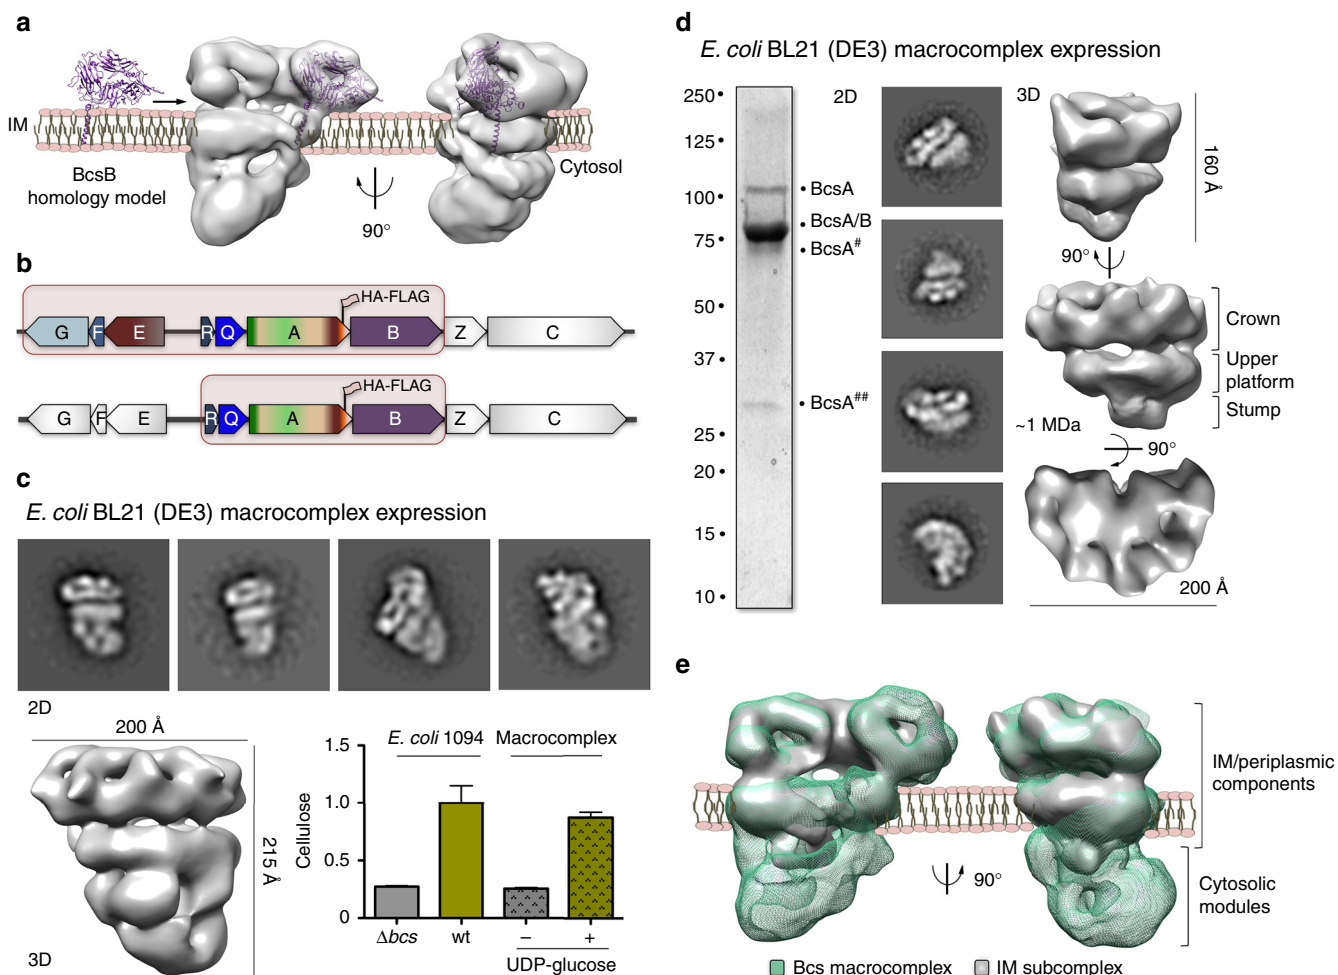 a
IM
BcsB
homology model
90°
Cytosol
b
HA-FLAG
G F E R Q A B Z C
HA-FLAG
G F E R Q A B Z C
c
E. coli BL21 (DE3) macrocomplex expression
2D
200 Å
215 Å
3D
E. coli 1094 Macrocomplex
Cellulose
1.5
1.0
0.5
0
Δbcs wt − +
UDP-glucose
d
E. coli BL21 (DE3) macrocomplex expression
250
125
100
75
50
37
25
20
15
10
BcsA
BcsA/B
BcsA#
BcsA##
2D
3D
160 Å
90°
Crown
Upper
platform
Stump
~1 MDa
90°
200 Å
e
IM/periplasmic
components
90°
Cytosolic
modules
Bcs macrocomplex IM subcomplex